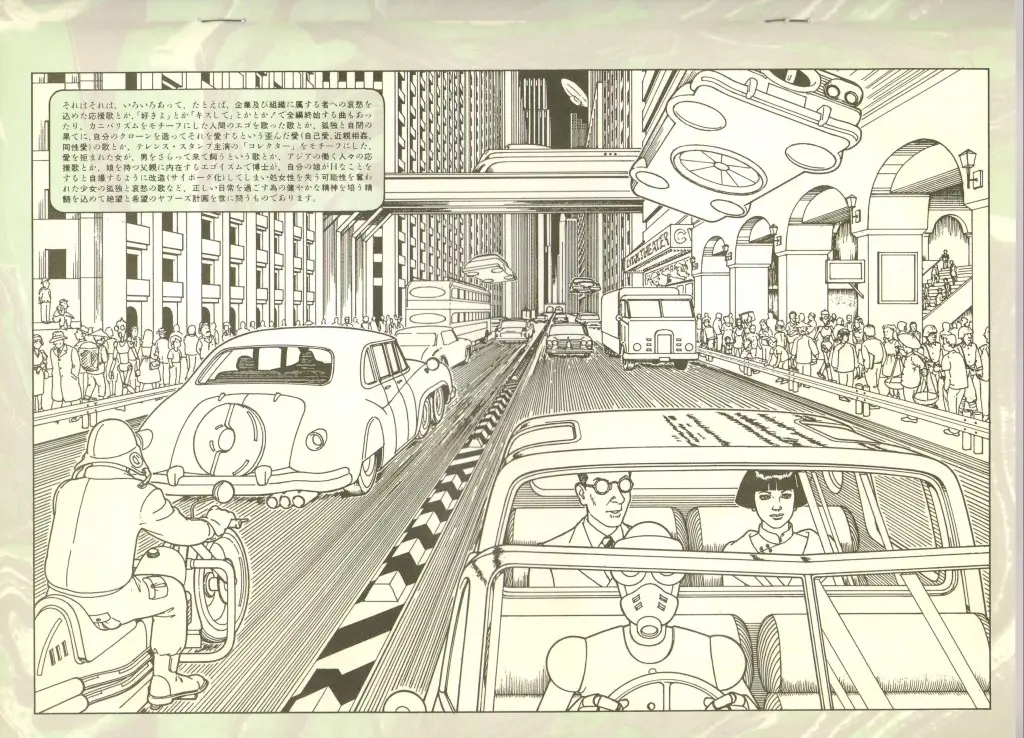 それはそれは、いろいろあって、たとえば、企業及び組織に属する者への哀愁を
込めた応援歌とか、「好きょ」とか「キスして」とかとか!て全編終始する曲もあっ
たり、カニバリズムをモチーフにした人間のエゴを歌った歌とか、孤独と自閉の
果てに、自分のクローンを造ってそれを愛するという歪んだ愛(自己愛、近親相姦、
同性愛)の歌とか、テレンス・スタンプ主演の「コレクター」をモチーフにした、
愛を拒まれた女が、男をさらって来て飼うという歌とか、アジアの働く人々の応
援歌とか、娘を持つ父親に内在するエゴイズムで博士が、自分の娘がHなことを
すると自爆するように改造(サイボーグ化)してしまい処女性を失う可能性を奪わ
れた少女の孤独と哀愁の歌など、正しい日常を過ごす為の健やかな精神を培う精
髄を込めて絶望と希望のヤプーズ計画を世に問うものであります。